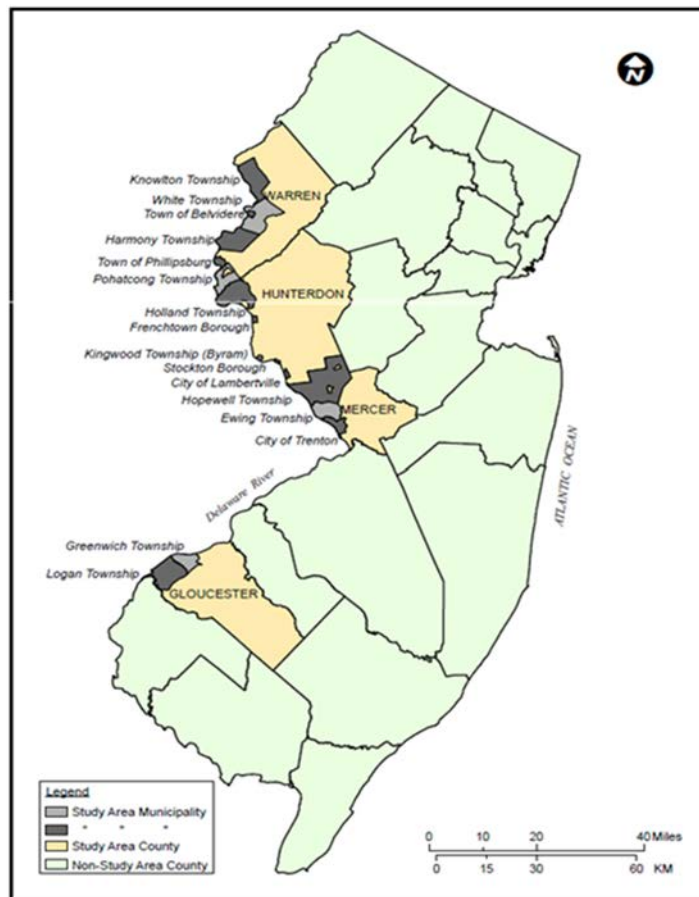 N
Knowlton Township
WARREN
White Township
Town of Belvidere
Harmony Township
Town of Phillipsburg
Pohatcong Township
HUNTERDON
Holland Township
Frenchtown Borough
Kingwood Township (Byram)
Stockton Borough
City of Lambertville
Hopewell Township
MERCER
Ewing Township
City of Trenton
Delaware River
ATLANTIC OCEAN
Greenwich Township
Logan Township
GLOUCESTER
Legend
Study Area Municipality
" " "
Study Area County
Non-Study Area County
0 10 20 40 Miles
0 15 30 60 KM